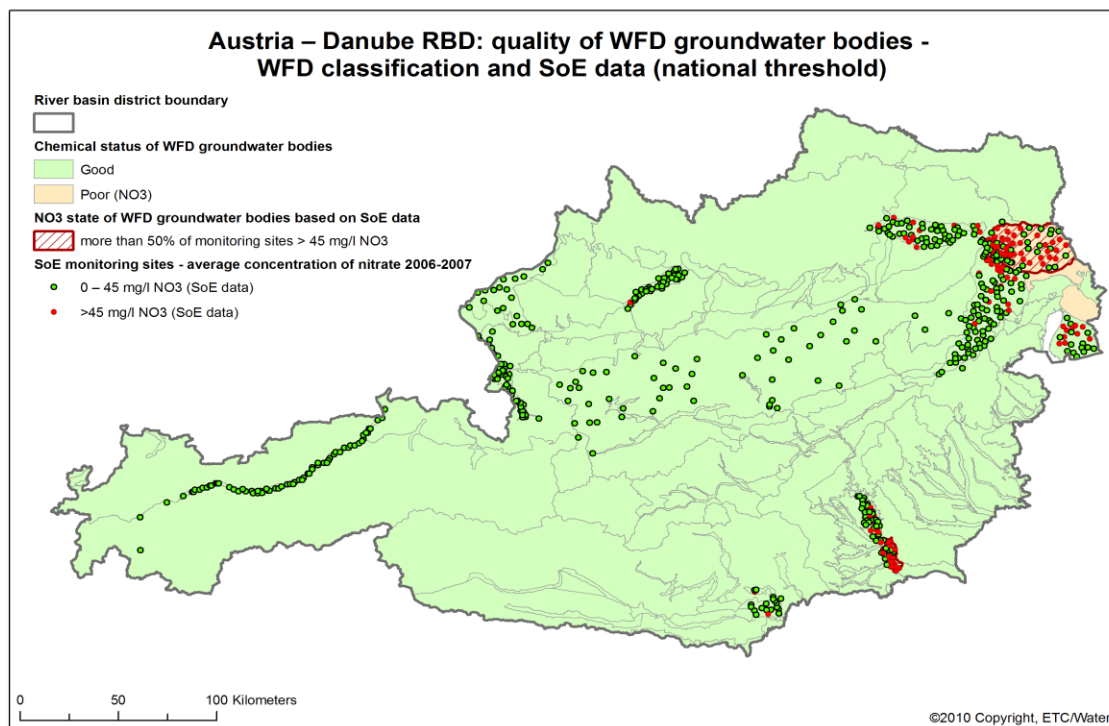 Austria – Danube RBD: quality of WFD groundwater bodies -
WFD classification and SoE data (national threshold)
River basin district boundary
Chemical status of WFD groundwater bodies
Good
Poor (NO3)
NO3 state of WFD groundwater bodies based on SoE data
more than 50% of monitoring sites > 45 mg/l NO3
SoE monitoring sites - average concentration of nitrate 2006-2007
0 – 45 mg/l NO3 (SoE data)
>45 mg/l NO3 (SoE data)
0 50 100 Kilometers
©2010 Copyright, ETC/Water